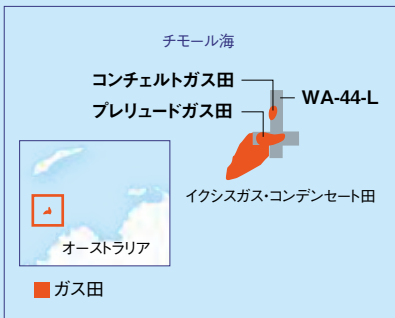 チモール海
コンチェルトガス田
WA-44-L
プレリュードガス田
イクシスガス・コンデンセート田
オーストラリア
ガス田